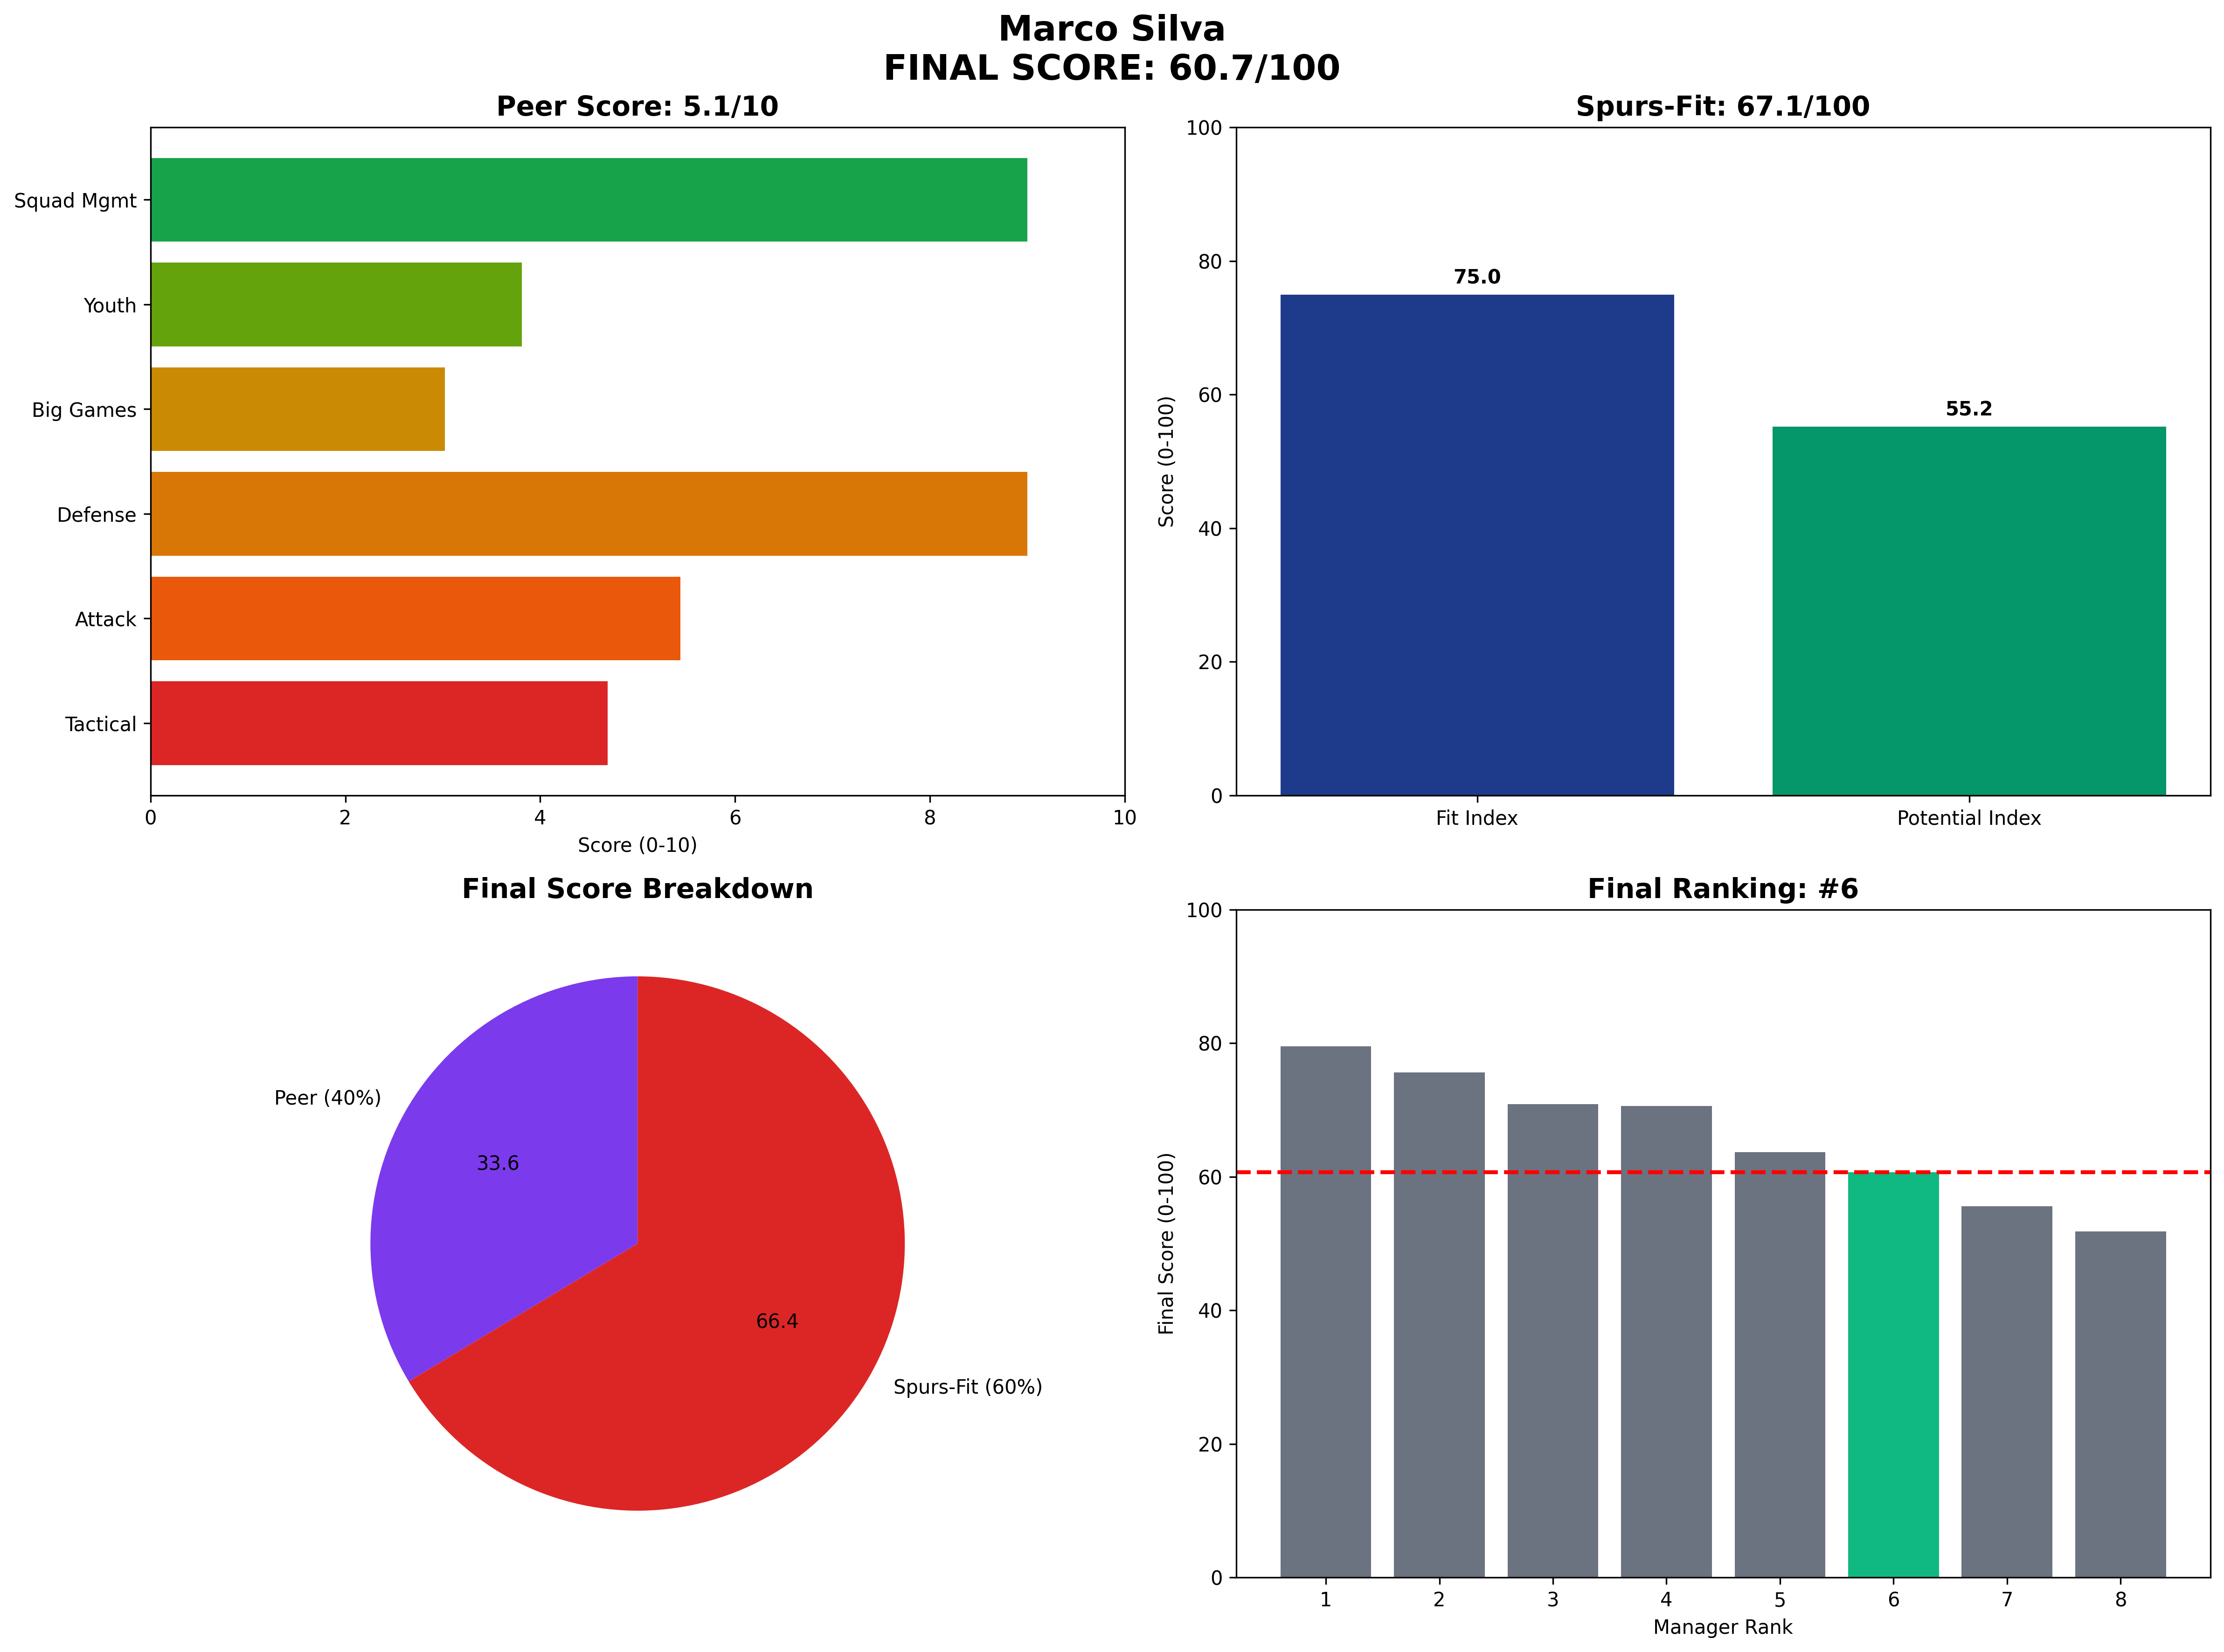 Marco Silva
FINAL SCORE: 60.7/100
Peer Score: 5.1/10
Squad Mgmt
Youth
Big Games
Defense
Attack
Tactical
0 2 4 6 8 10
Score (0-10)
Spurs-Fit: 67.1/100
Score (0-100)
100
80
60
40
20
0
75.0
55.2
Fit Index Potential Index
Final Score Breakdown
Peer (40%)
33.6
66.4
Spurs-Fit (60%)
Final Ranking: #6
Final Score (0-100)
100
80
60
40
20
0
1 2 3 4 5 6 7 8
Manager Rank